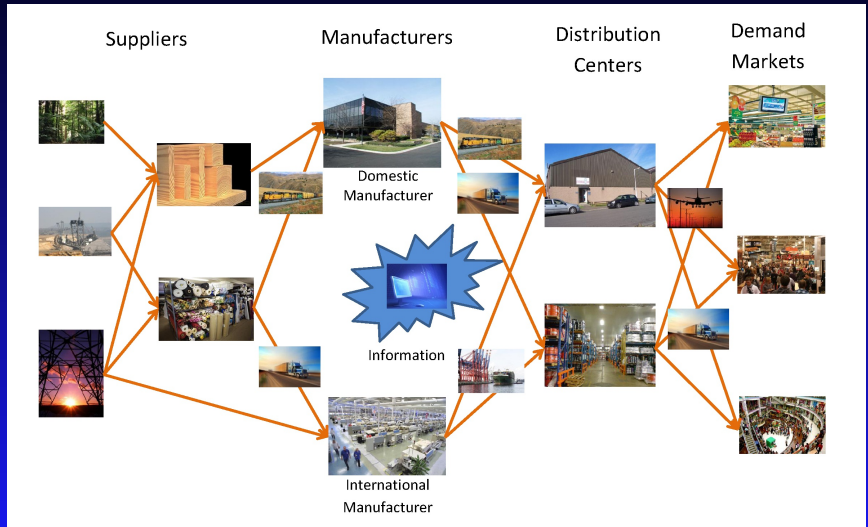 Suppliers
Manufacturers
Distribution
Centers
Demand
Markets
Domestic
Manufacturer
Information
International
Manufacturer